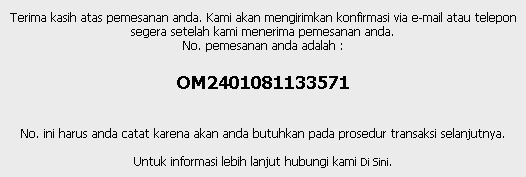 Terima kasih atas pemesanan anda. Kami akan mengirimkan konfirmasi via e-mail atau telepon
segera setelah kami menerima pemesanan anda.
No. pemesanan anda adalah :
OM2401081133571
No. ini harus anda catat karena akan anda butuhkan pada prosedur transaksi selanjutnya.
Untuk informasi lebih lanjut hubungi kami Di Sini.